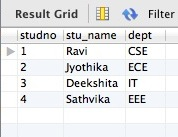 Result Grid Filter
studno stu_name dept
1 Ravi CSE
2 Jyothika ECE
3 Deekshita IT
4 Sathvika EEE